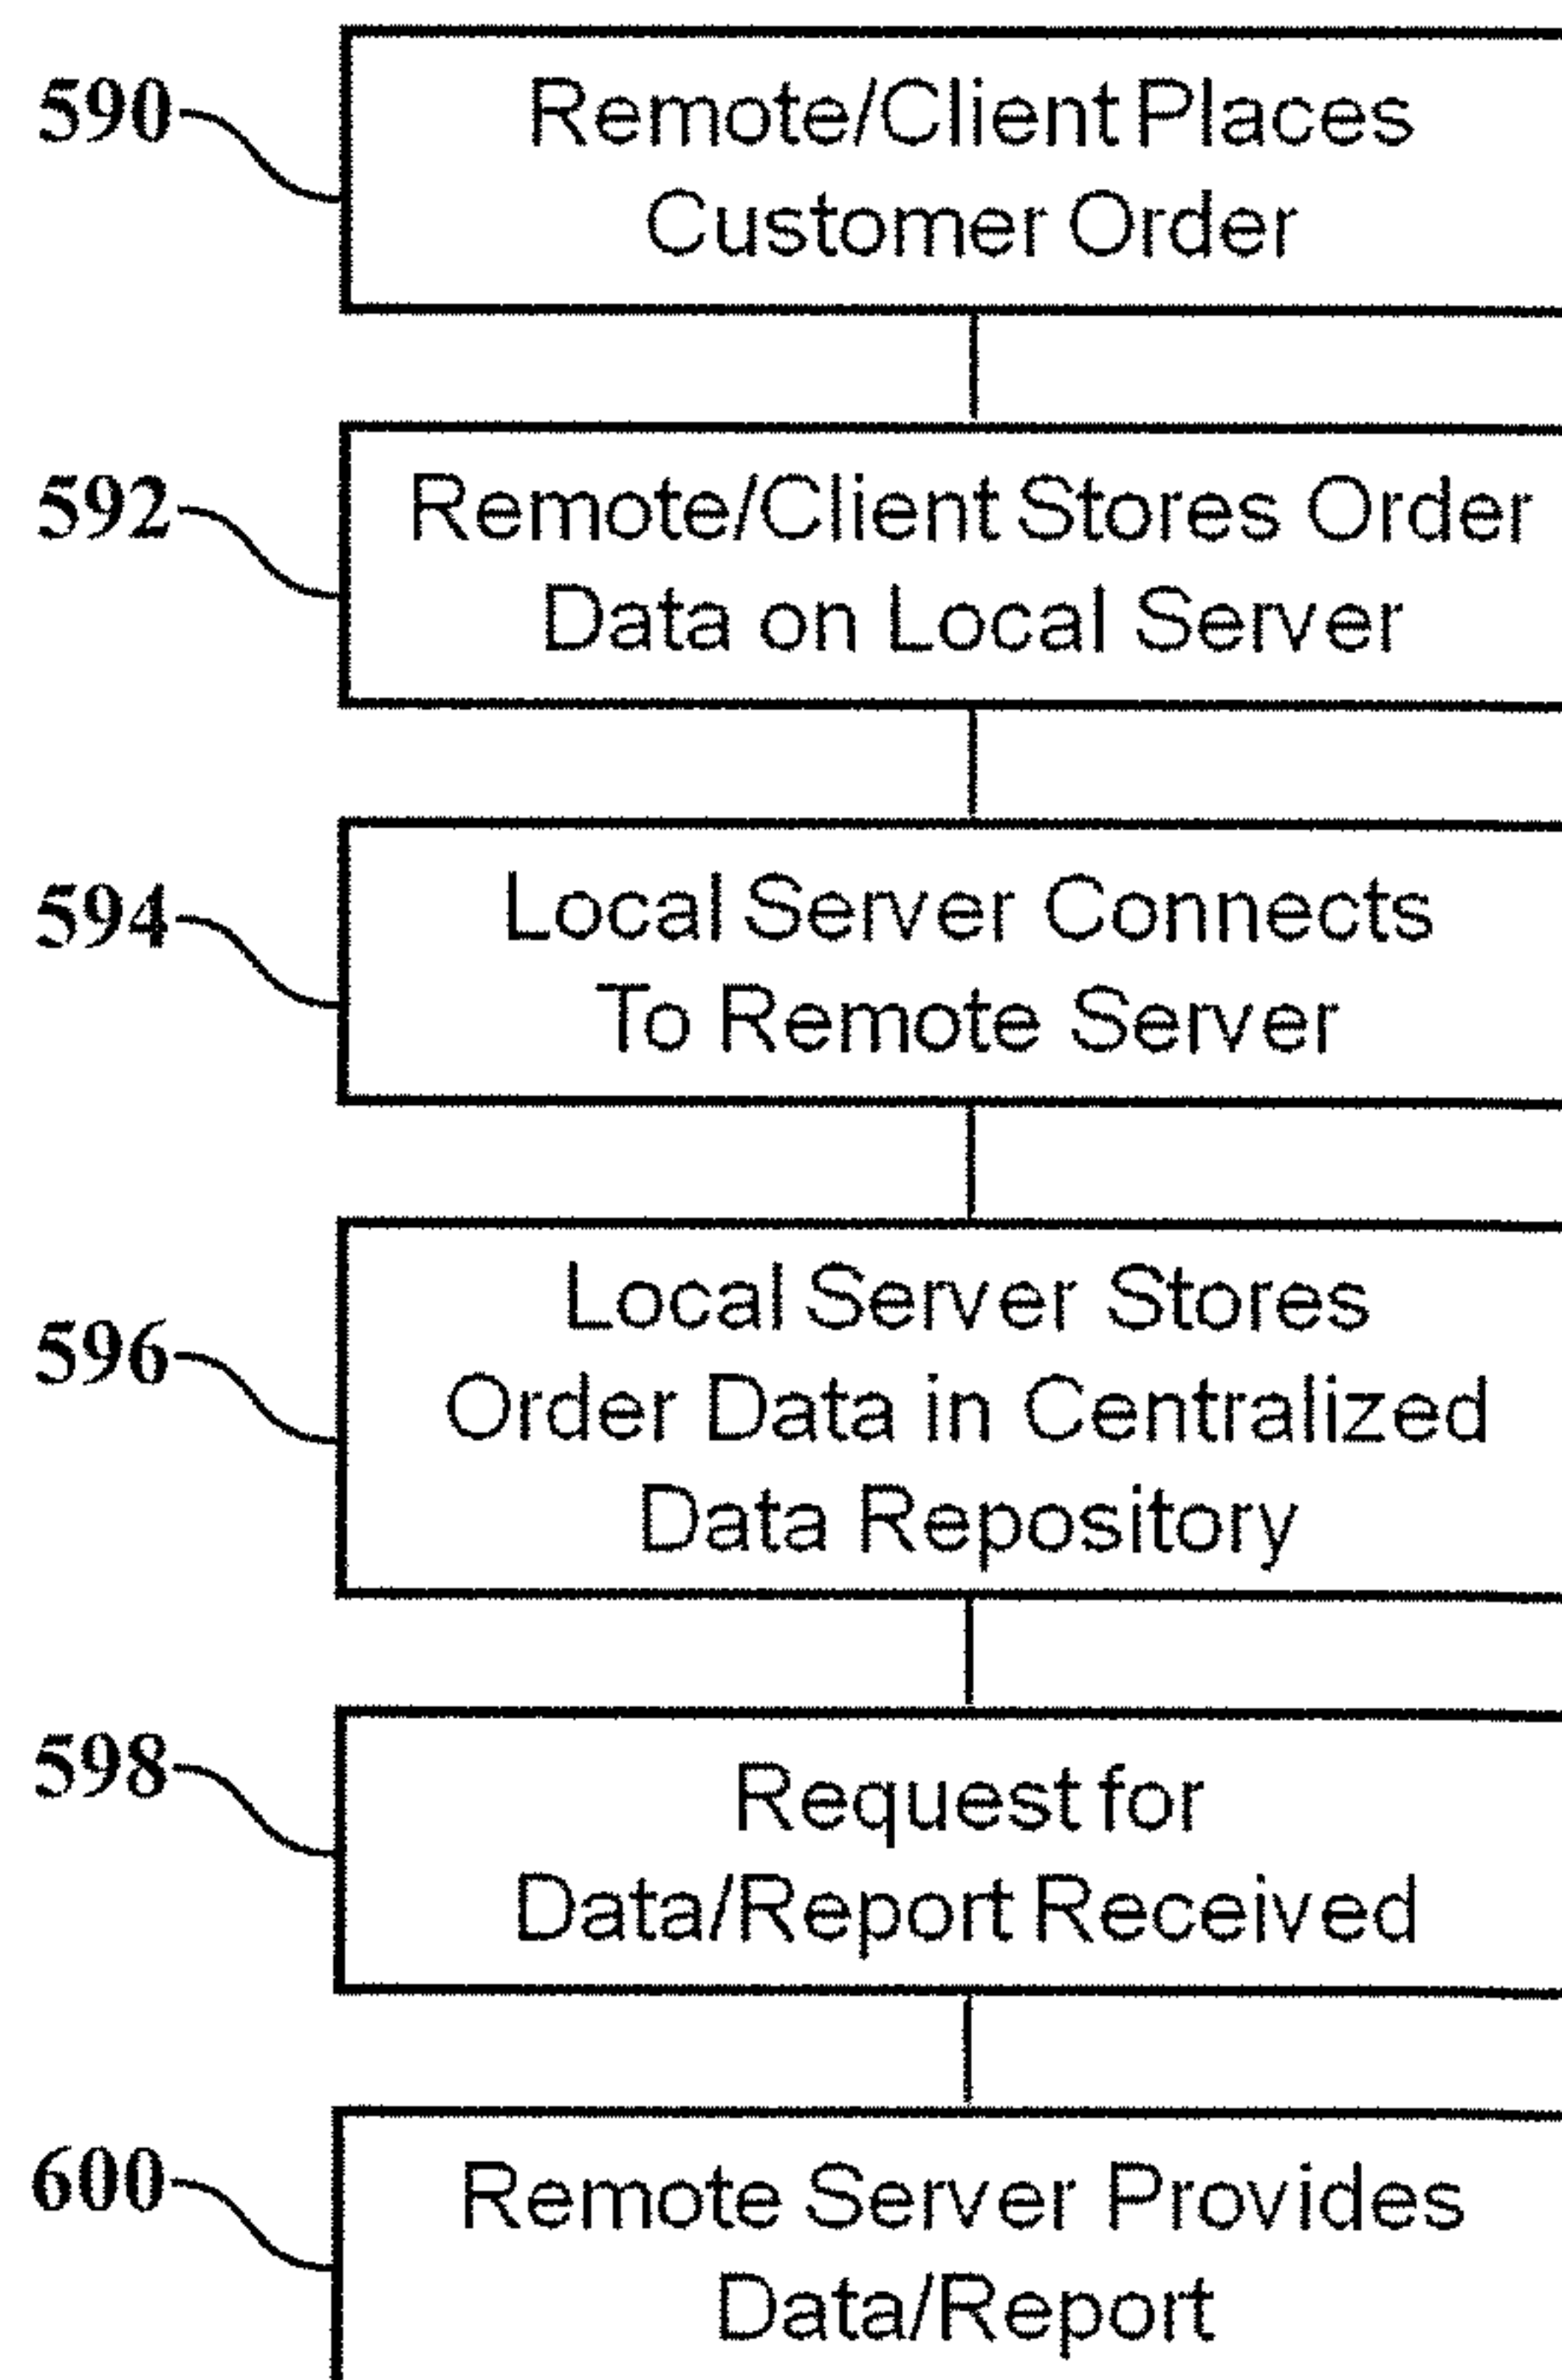 590
Remote/Client Places
Customer Order
592
Remote/Client Stores Order
Data on Local Server
594
Local Server Connects
To Remote Server
596
Local Server Stores
Order Data in Centralized
Data Repository
598
Request for
Data/Report Received
600
Remote Server Provides
Data/Report